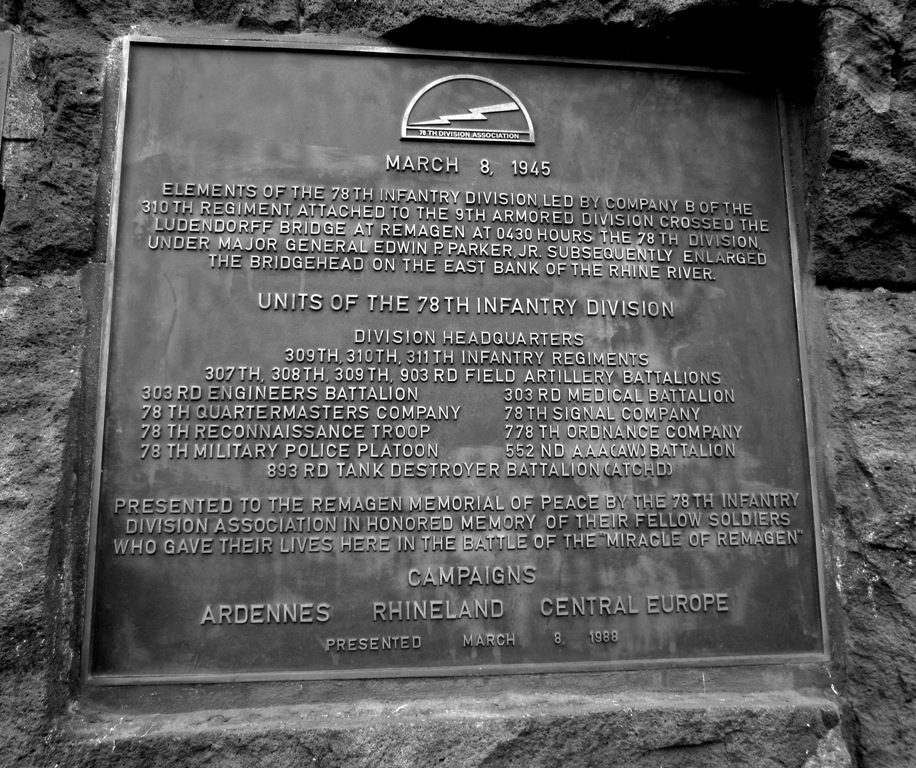 78 TH DIVISION ASSOCIATION
MARCH 8, 1945
ELEMENTS OF THE 78TH INFANTRY DIVISION, LED BY COMPANY B OF THE
310TH REGIMENT, ATTACHED TO THE 9TH ARMORED DIVISION CROSSED THE
LUDENDORFF BRIDGE AT REMAGEN AT 0430 HOURS THE 78 TH DIVISION,
UNDER MAJOR GENERAL EDWIN P. PARKER, JR. SUBSEQUENTLY ENLARGED
THE BRIDGEHEAD ON THE EAST BANK OF THE RHINE RIVER.
UNITS OF THE 78TH INFANTRY DIVISION
DIVISION HEADQUARTERS
309TH, 310TH, 311TH INFANTRY REGIMENTS
307TH, 308TH, 309TH, 903 RD FIELD ARTILLERY BATTALIONS
303 RD ENGINEERS BATTALION 303 RD MEDICAL BATTALION
78 TH QUARTERMASTERS COMPANY 78TH SIGNAL COMPANY
78 TH RECONNAISSANCE TROOP 778 TH ORDNANCE COMPANY
78 TH MILITARY POLICE PLATOON 552 ND AAA(AW) BATTALION
893 RD TANK DESTROYER BATTALION (ATCHD)
PRESENTED TO THE REMAGEN MEMORIAL OF PEACE BY THE 78TH INFANTRY
DIVISION ASSOCIATION IN HONORED MEMORY OF THEIR FELLOW SOLDIERS
WHO GAVE THEIR LIVES HERE IN THE BATTLE OF THE "MIRACLE OF REMAGEN"
CAMPAIGNS
ARDENNES RHINELAND CENTRAL EUROPE
PRESENTED MARCH 8, 1988